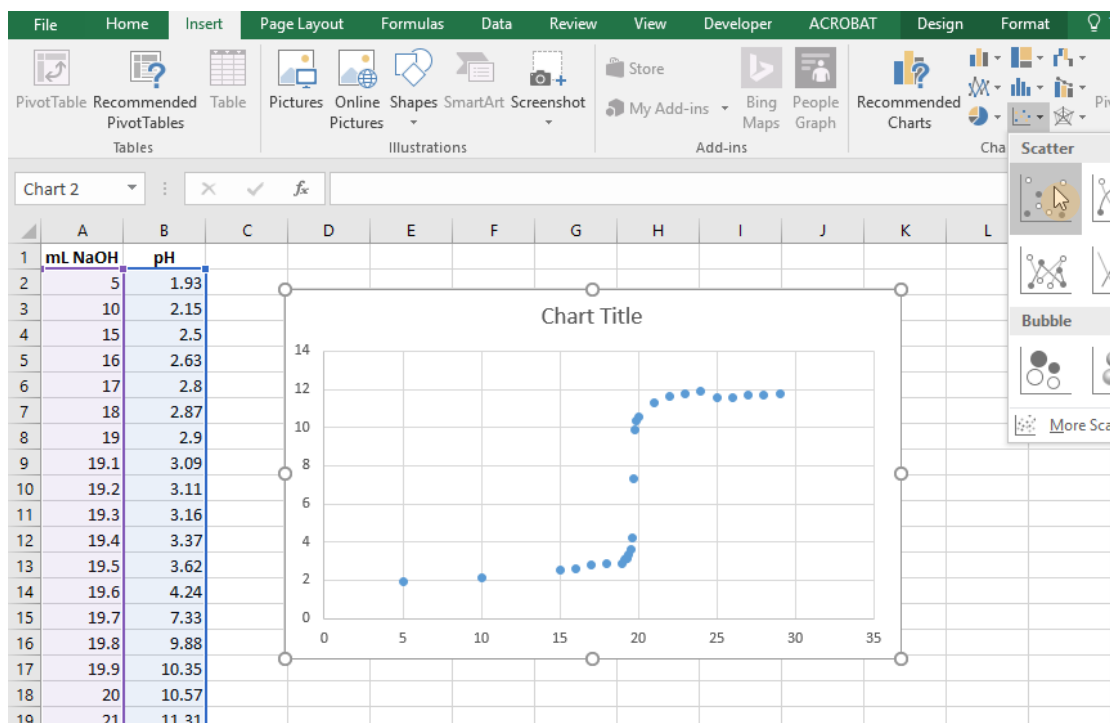 File Home Insert Page Layout Formulas Data Review View Developer ACROBAT Design Format
PivotTable Recommended PivotTables Table
Tables
Pictures Online Pictures Shapes SmartArt Screenshot
Illustrations
Store
My Add-ins
Bing Maps People Graph
Add-ins
Recommended Charts
Cha
Scatter
Chart 2 fx
A B C D E F G H I J K L
1 mL NaOH pH
2 5 1.93
3 10 2.15
4 15 2.5
5 16 2.63
6 17 2.8
7 18 2.87
8 19 2.9
9 19.1 3.09
10 19.2 3.11
11 19.3 3.16
12 19.4 3.37
13 19.5 3.62
14 19.6 4.24
15 19.7 7.33
16 19.8 9.88
17 19.9 10.35
18 20 10.57
19 21 11.31
Chart Title
14
12
10
8
6
4
2
0
0 5 10 15 20 25 30 35
Bubble
More Sca